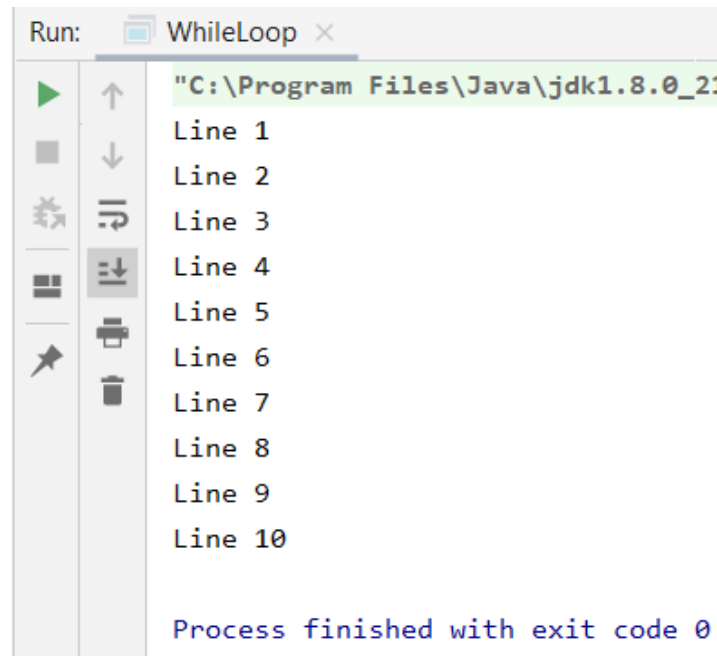 Run: WhileLoop
"C:\Program Files\Java\jdk1.8.0_21
Line 1
Line 2
Line 3
Line 4
Line 5
Line 6
Line 7
Line 8
Line 9
Line 10
Process finished with exit code 0